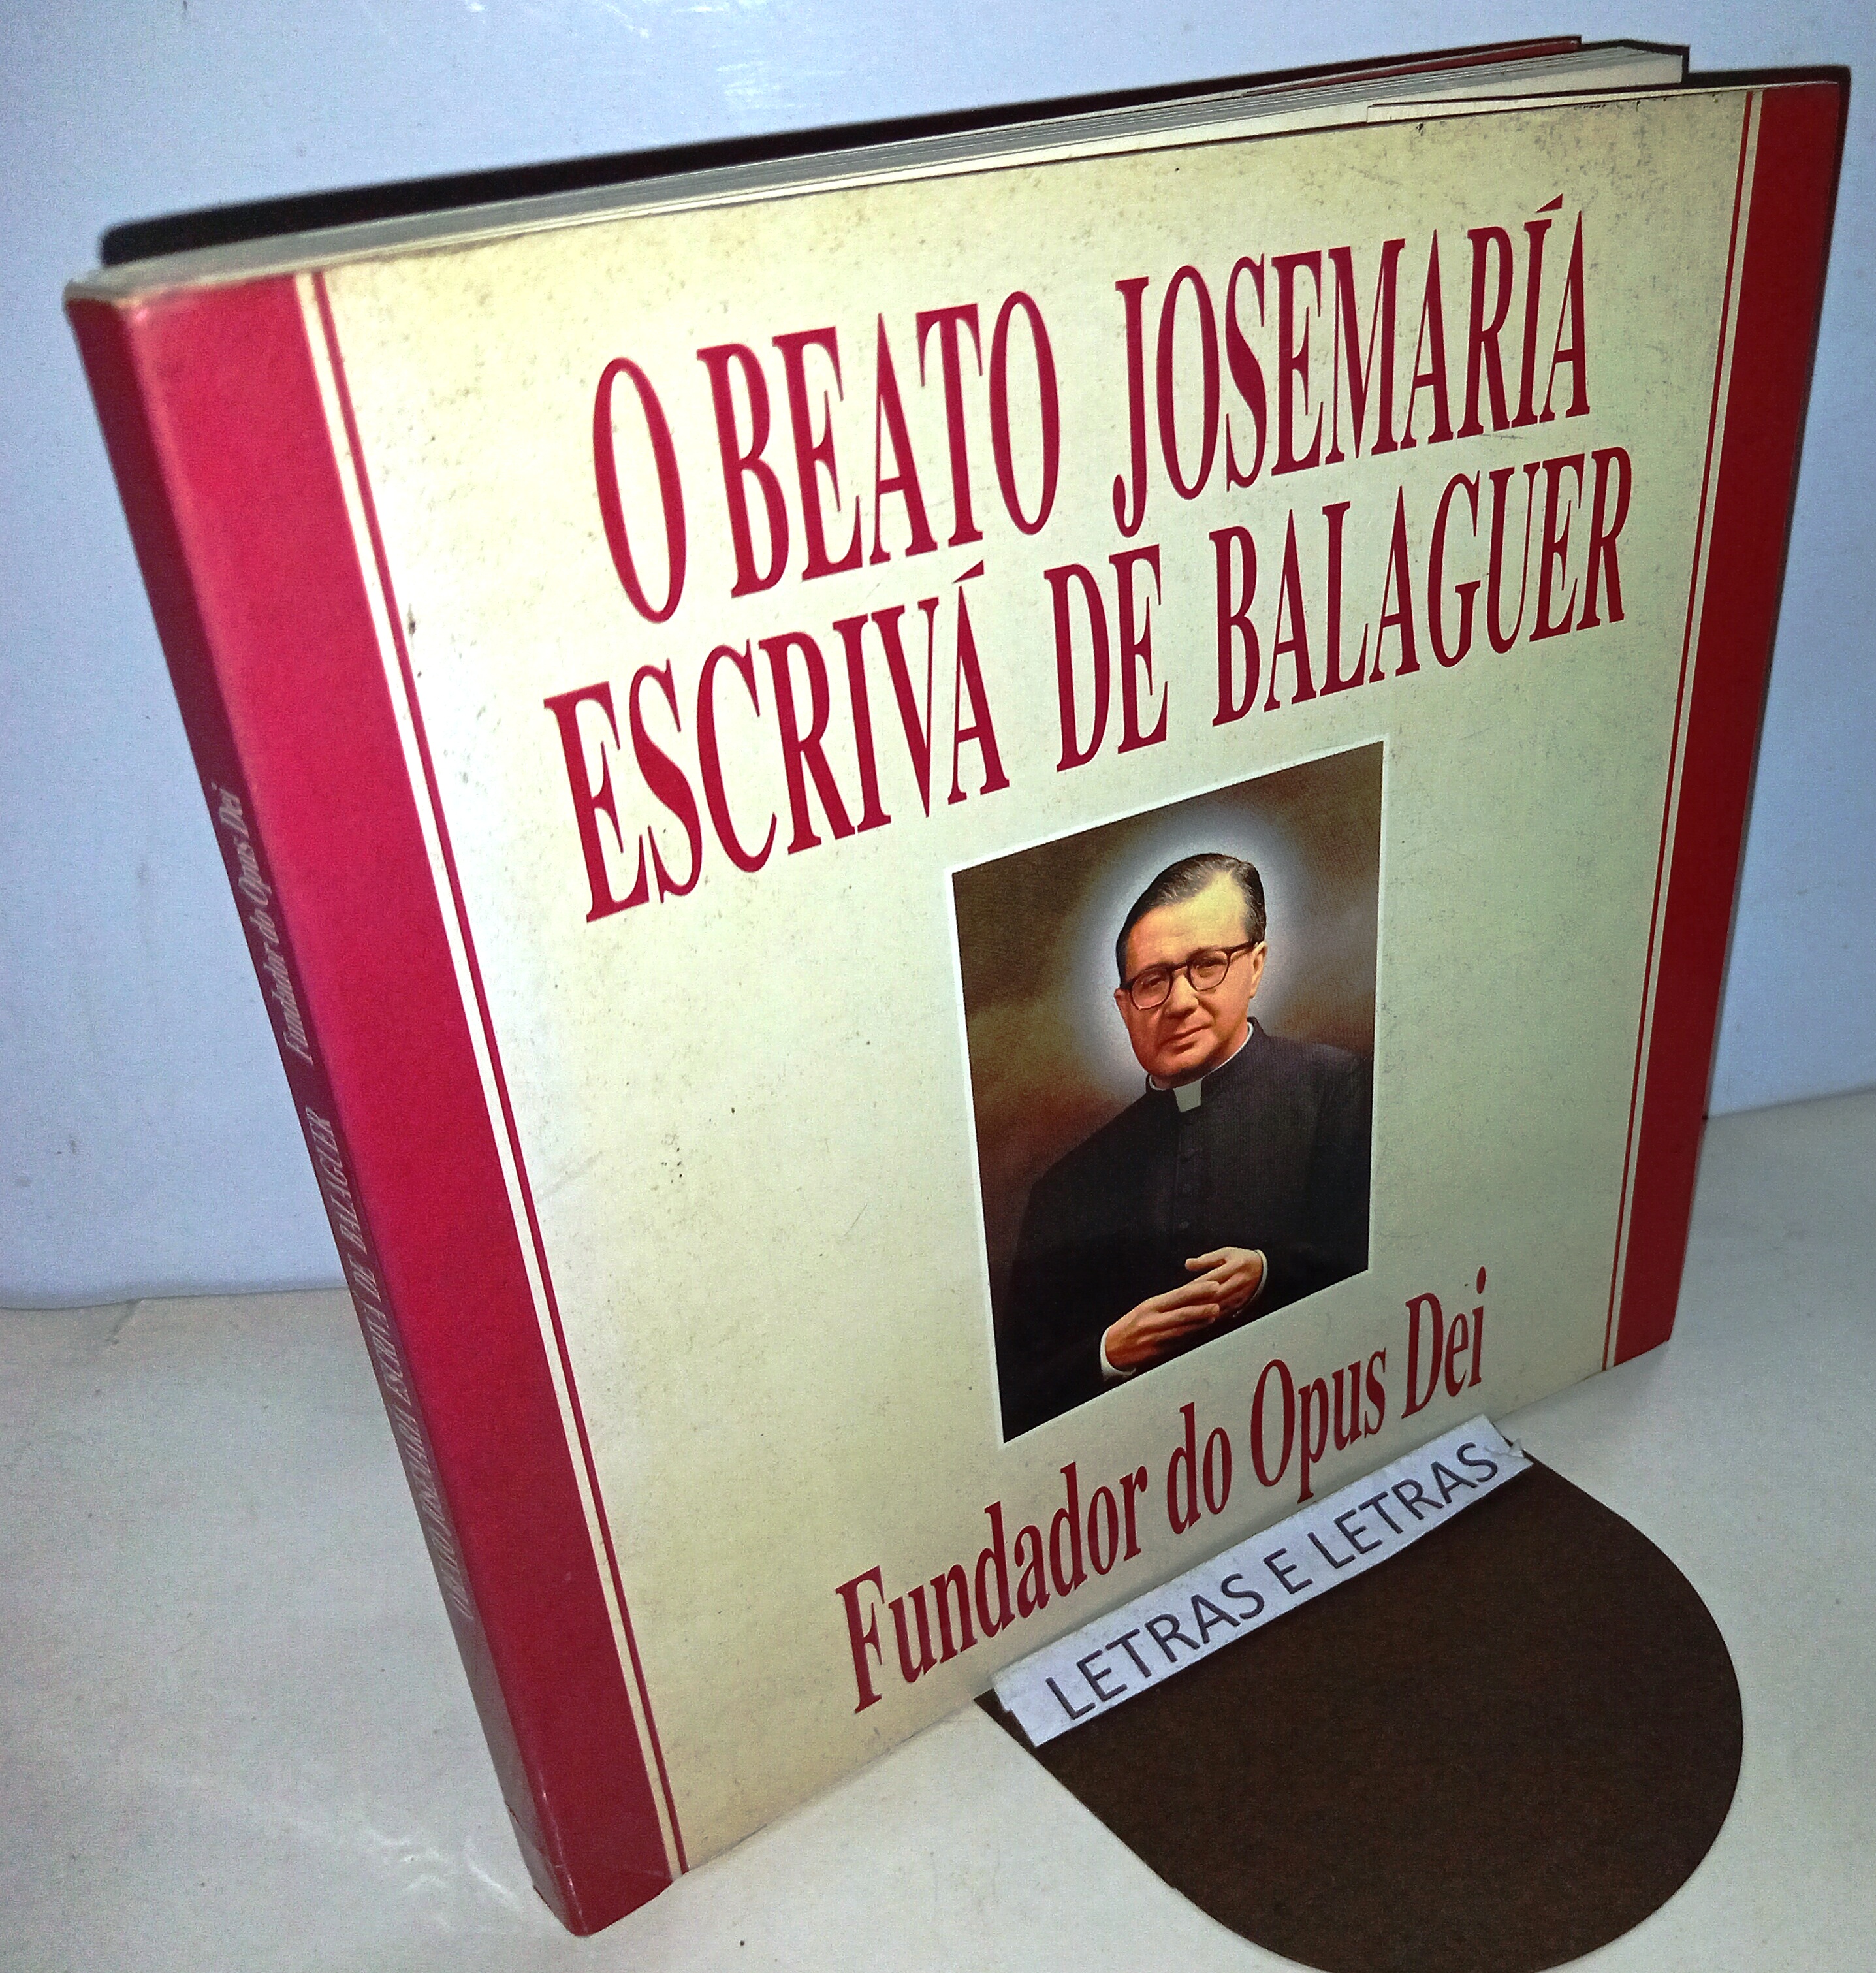 O BEATO JOSEMARÍA
ESCRIVÁ DE BALAGUER
Fundador do Opus Dei
LETRAS E LETRAS
O BEATO JOSEMARÍA ESCRIVÁ DE BALAGUER Fundador do Opus Dei